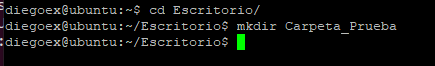 diegoex@ubuntu:~$ cd Escritorio/
diegoex@ubuntu:~/Escritorio$ mkdir Carpeta_Prueba
diegoex@ubuntu:~/Escritorio$